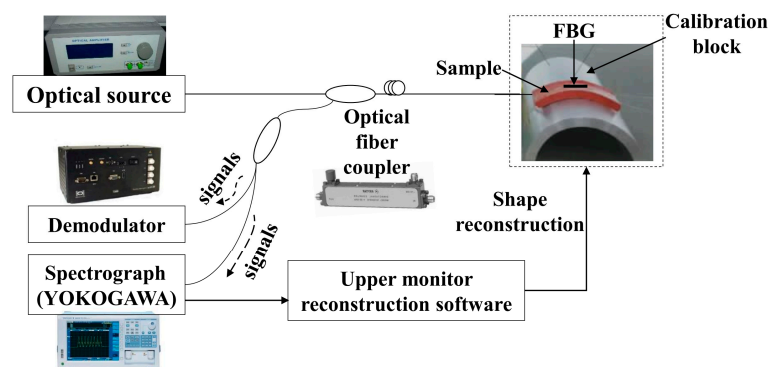 Optical source
FBG
Calibration
block
Sample
Optical
fiber
coupler
signals
Demodulator
signals
Spectrograph
(YOKOGAWA)
Upper monitor
reconstruction software
Shape
reconstruction